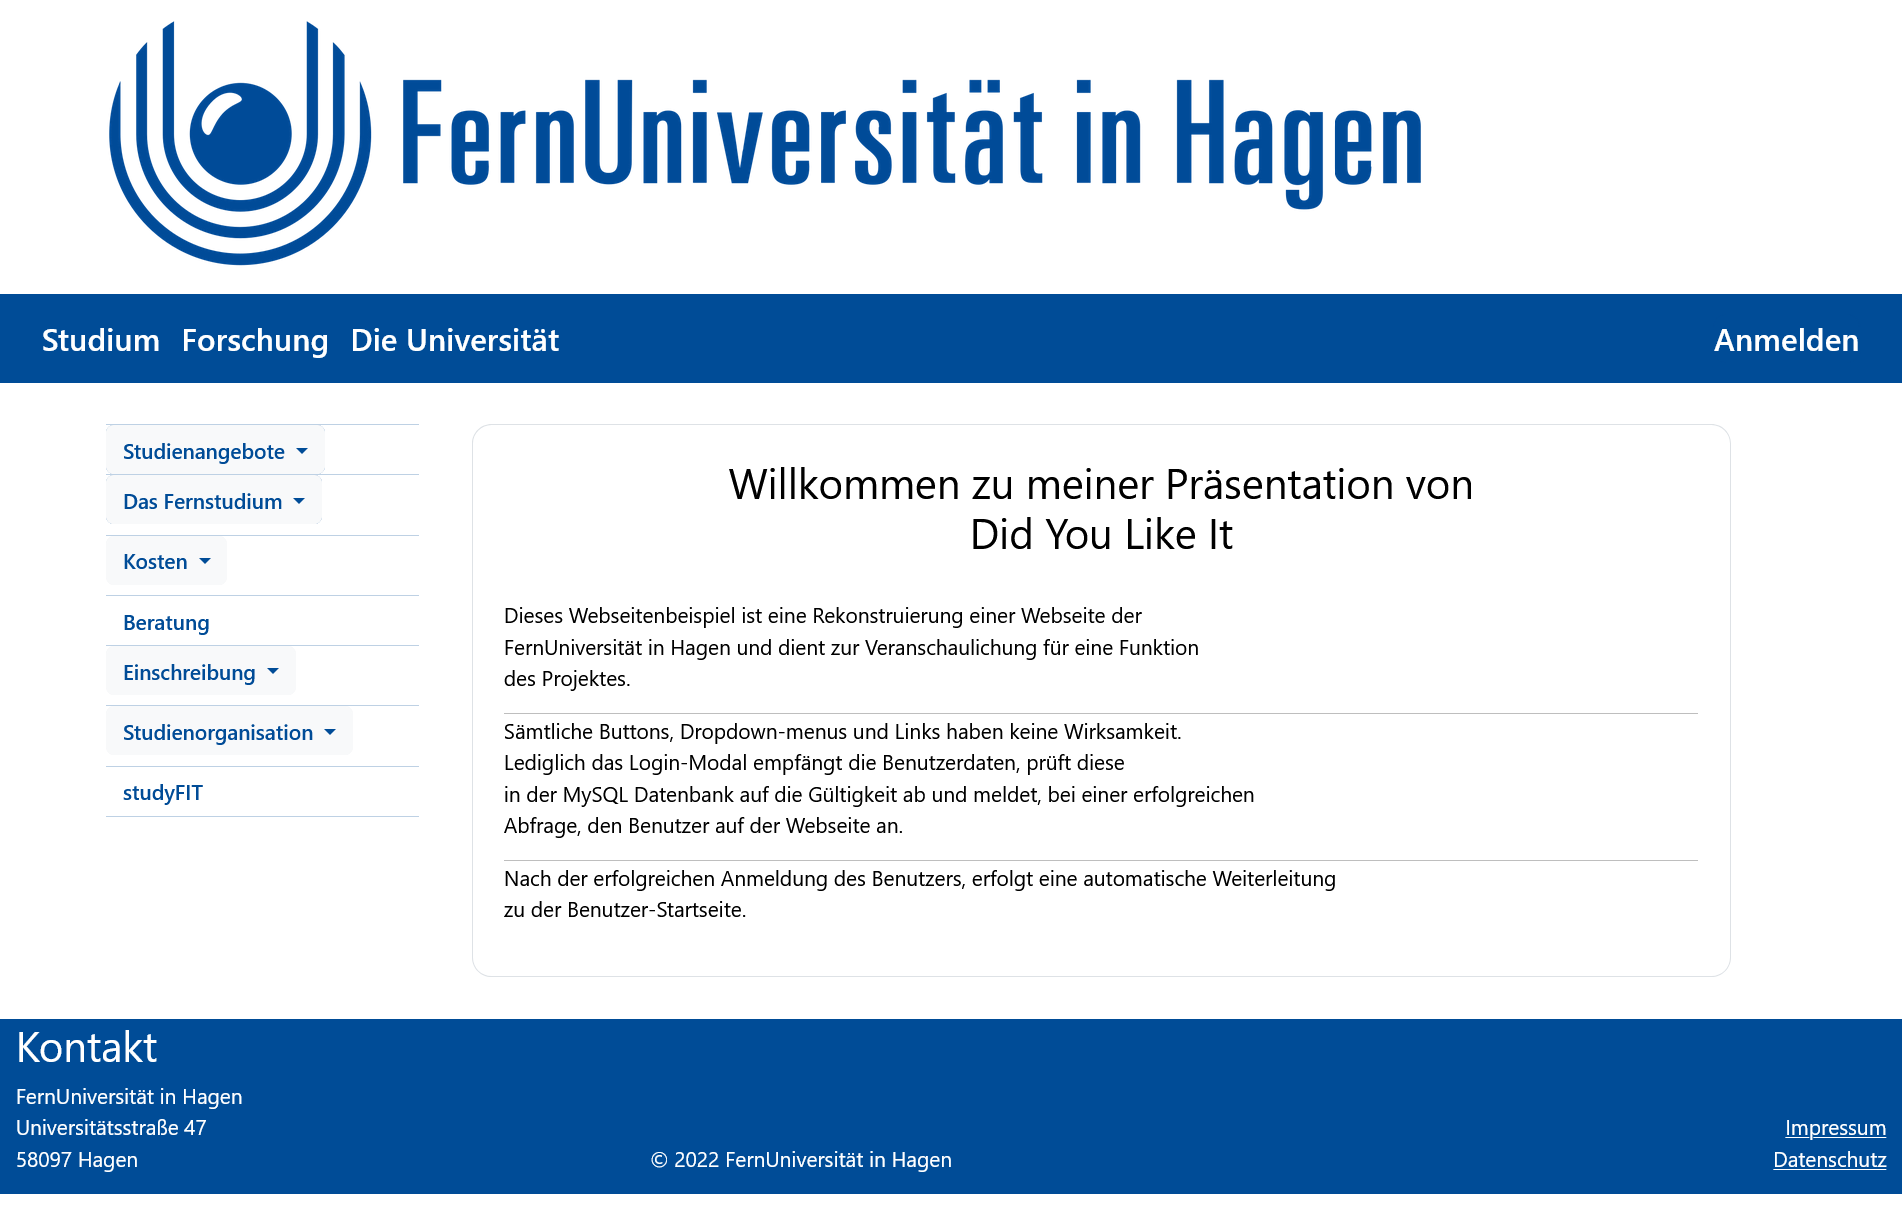 FernUniversität in Hagen
Studium Forschung Die Universität Anmelden
Studienangebote
Das Fernstudium
Kosten
Beratung
Einschreibung
Studienorganisation
studyFIT
Willkommen zu meiner Präsentation von
Did You Like It
Dieses Webseitenbeispiel ist eine Rekonstruierung einer Webseite der
FernUniversität in Hagen und dient zur Veranschaulichung für eine Funktion
des Projektes.
Sämtliche Buttons, Dropdown-menus und Links haben keine Wirksamkeit.
Lediglich das Login-Modal empfängt die Benutzerdaten, prüft diese
in der MySQL Datenbank auf die Gültigkeit ab und meldet, bei einer erfolgreichen
Abfrage, den Benutzer auf der Webseite an.
Nach der erfolgreichen Anmeldung des Benutzers, erfolgt eine automatische Weiterleitung
zu der Benutzer-Startseite.
Kontakt
FernUniversität in Hagen
Universitätsstraße 47
58097 Hagen
© 2022 FernUniversität in Hagen
Impressum
Datenschutz